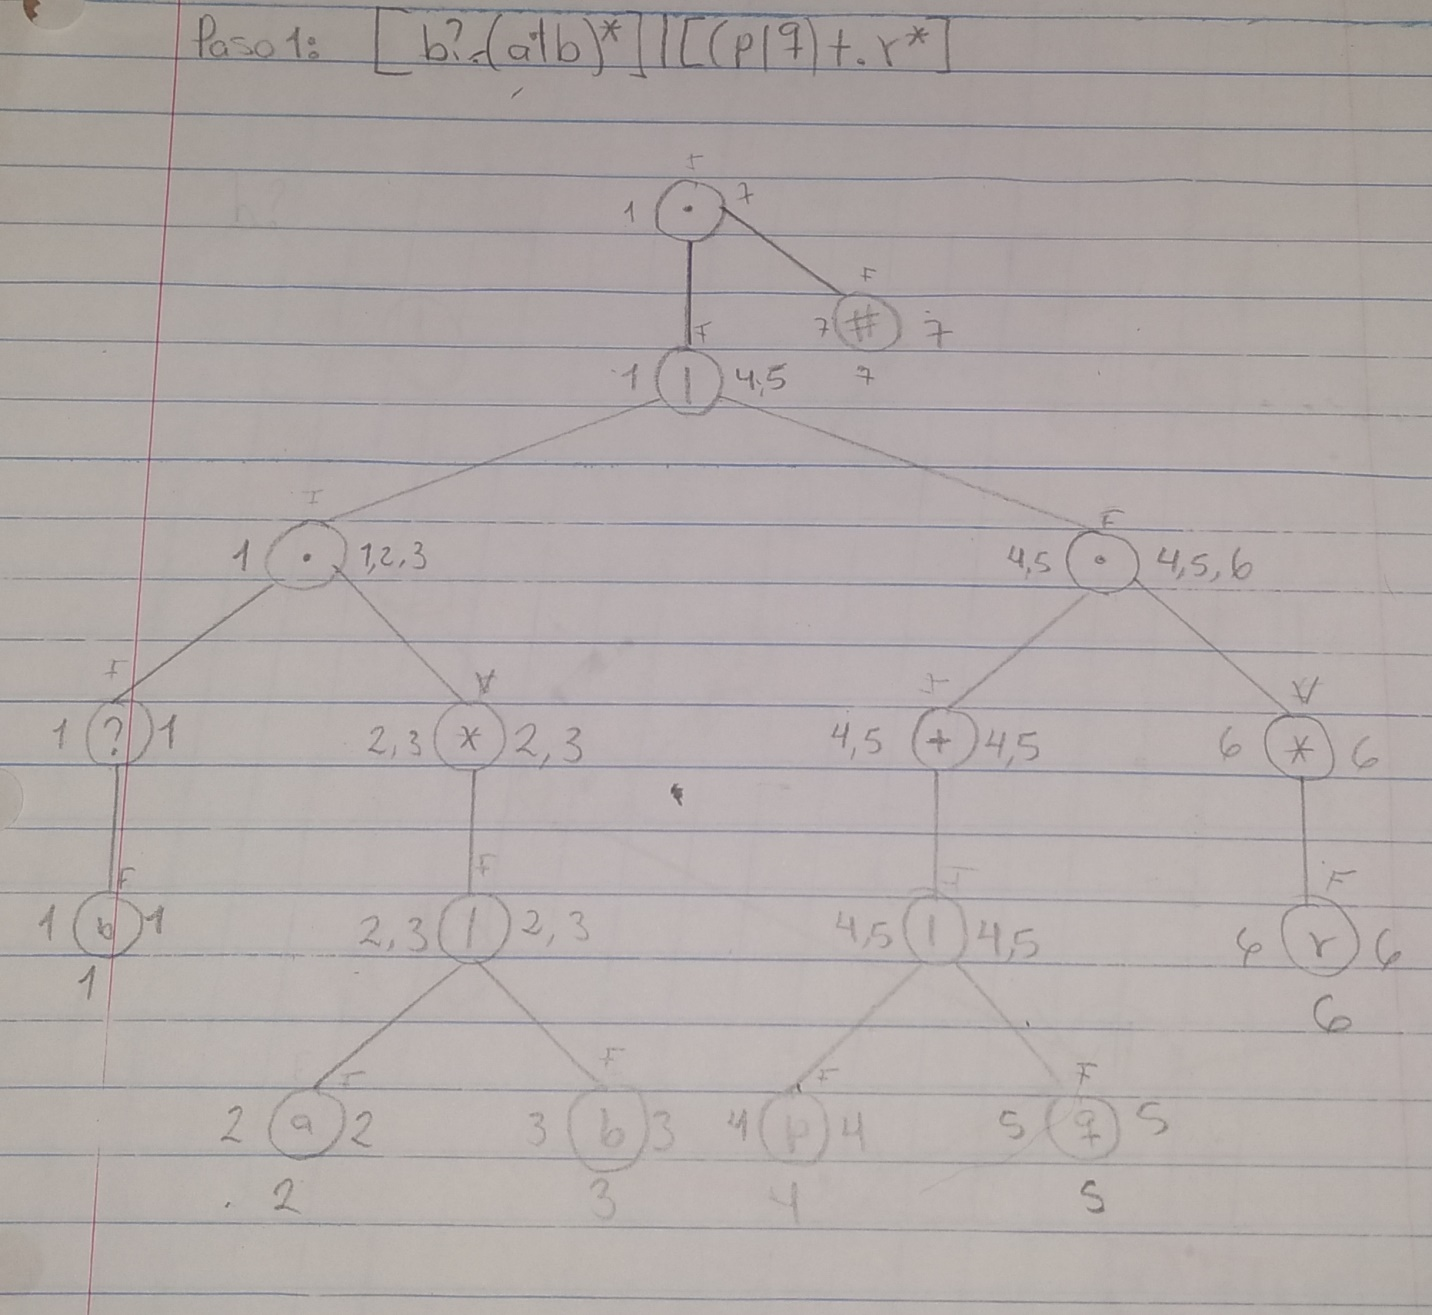 Paso 1: [b?.(a|b)*]|[(p|q)+.r*]
F
1 . 7
F
7 # 7
F
1 | 4,5 7
F F
1 . 1,2,3 4,5 . 4,5,6
F V F V
1 ? 1 2,3 * 2,3 4,5 + 4,5 6 * 6
F F F F
1 b 1 2,3 | 2,3 4,5 | 4,5 6 r 6
1 6
F F F F
2 a 2 3 b 3 4 p 4 5 q 5
2 3 4 5